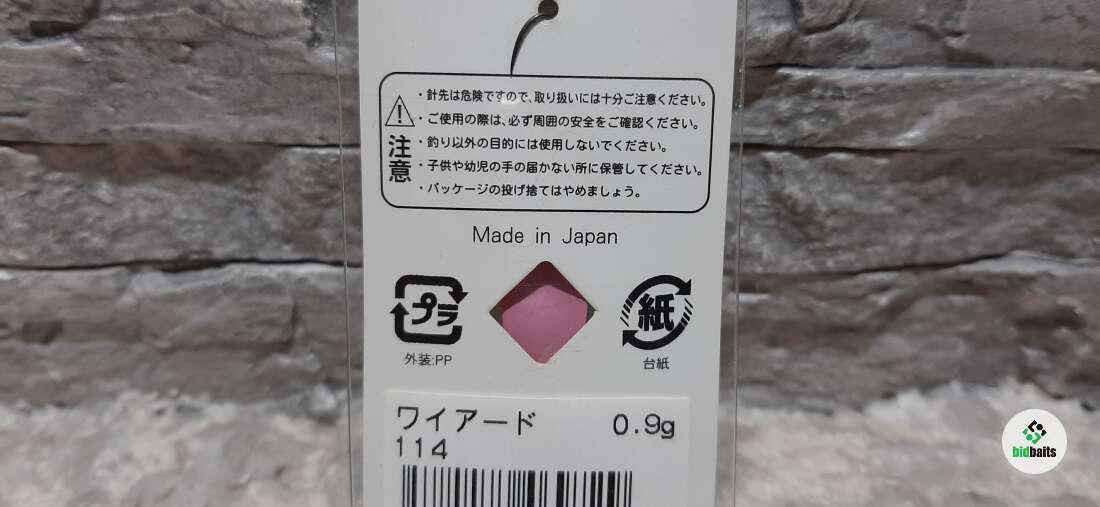 ・針先は危険ですので、取り扱いには十分ご注意ください。
・ご使用の際は、必ず周囲の安全をご確認ください。
・釣り以外の目的には使用しないでください。
・子供や幼児の手の届かない所に保管してください。
・パッケージの投げ捨てはやめましょう。
注意
Made in Japan
プラ
外装:PP
紙
台紙
ワイアード 0.9g
114
bidbaits